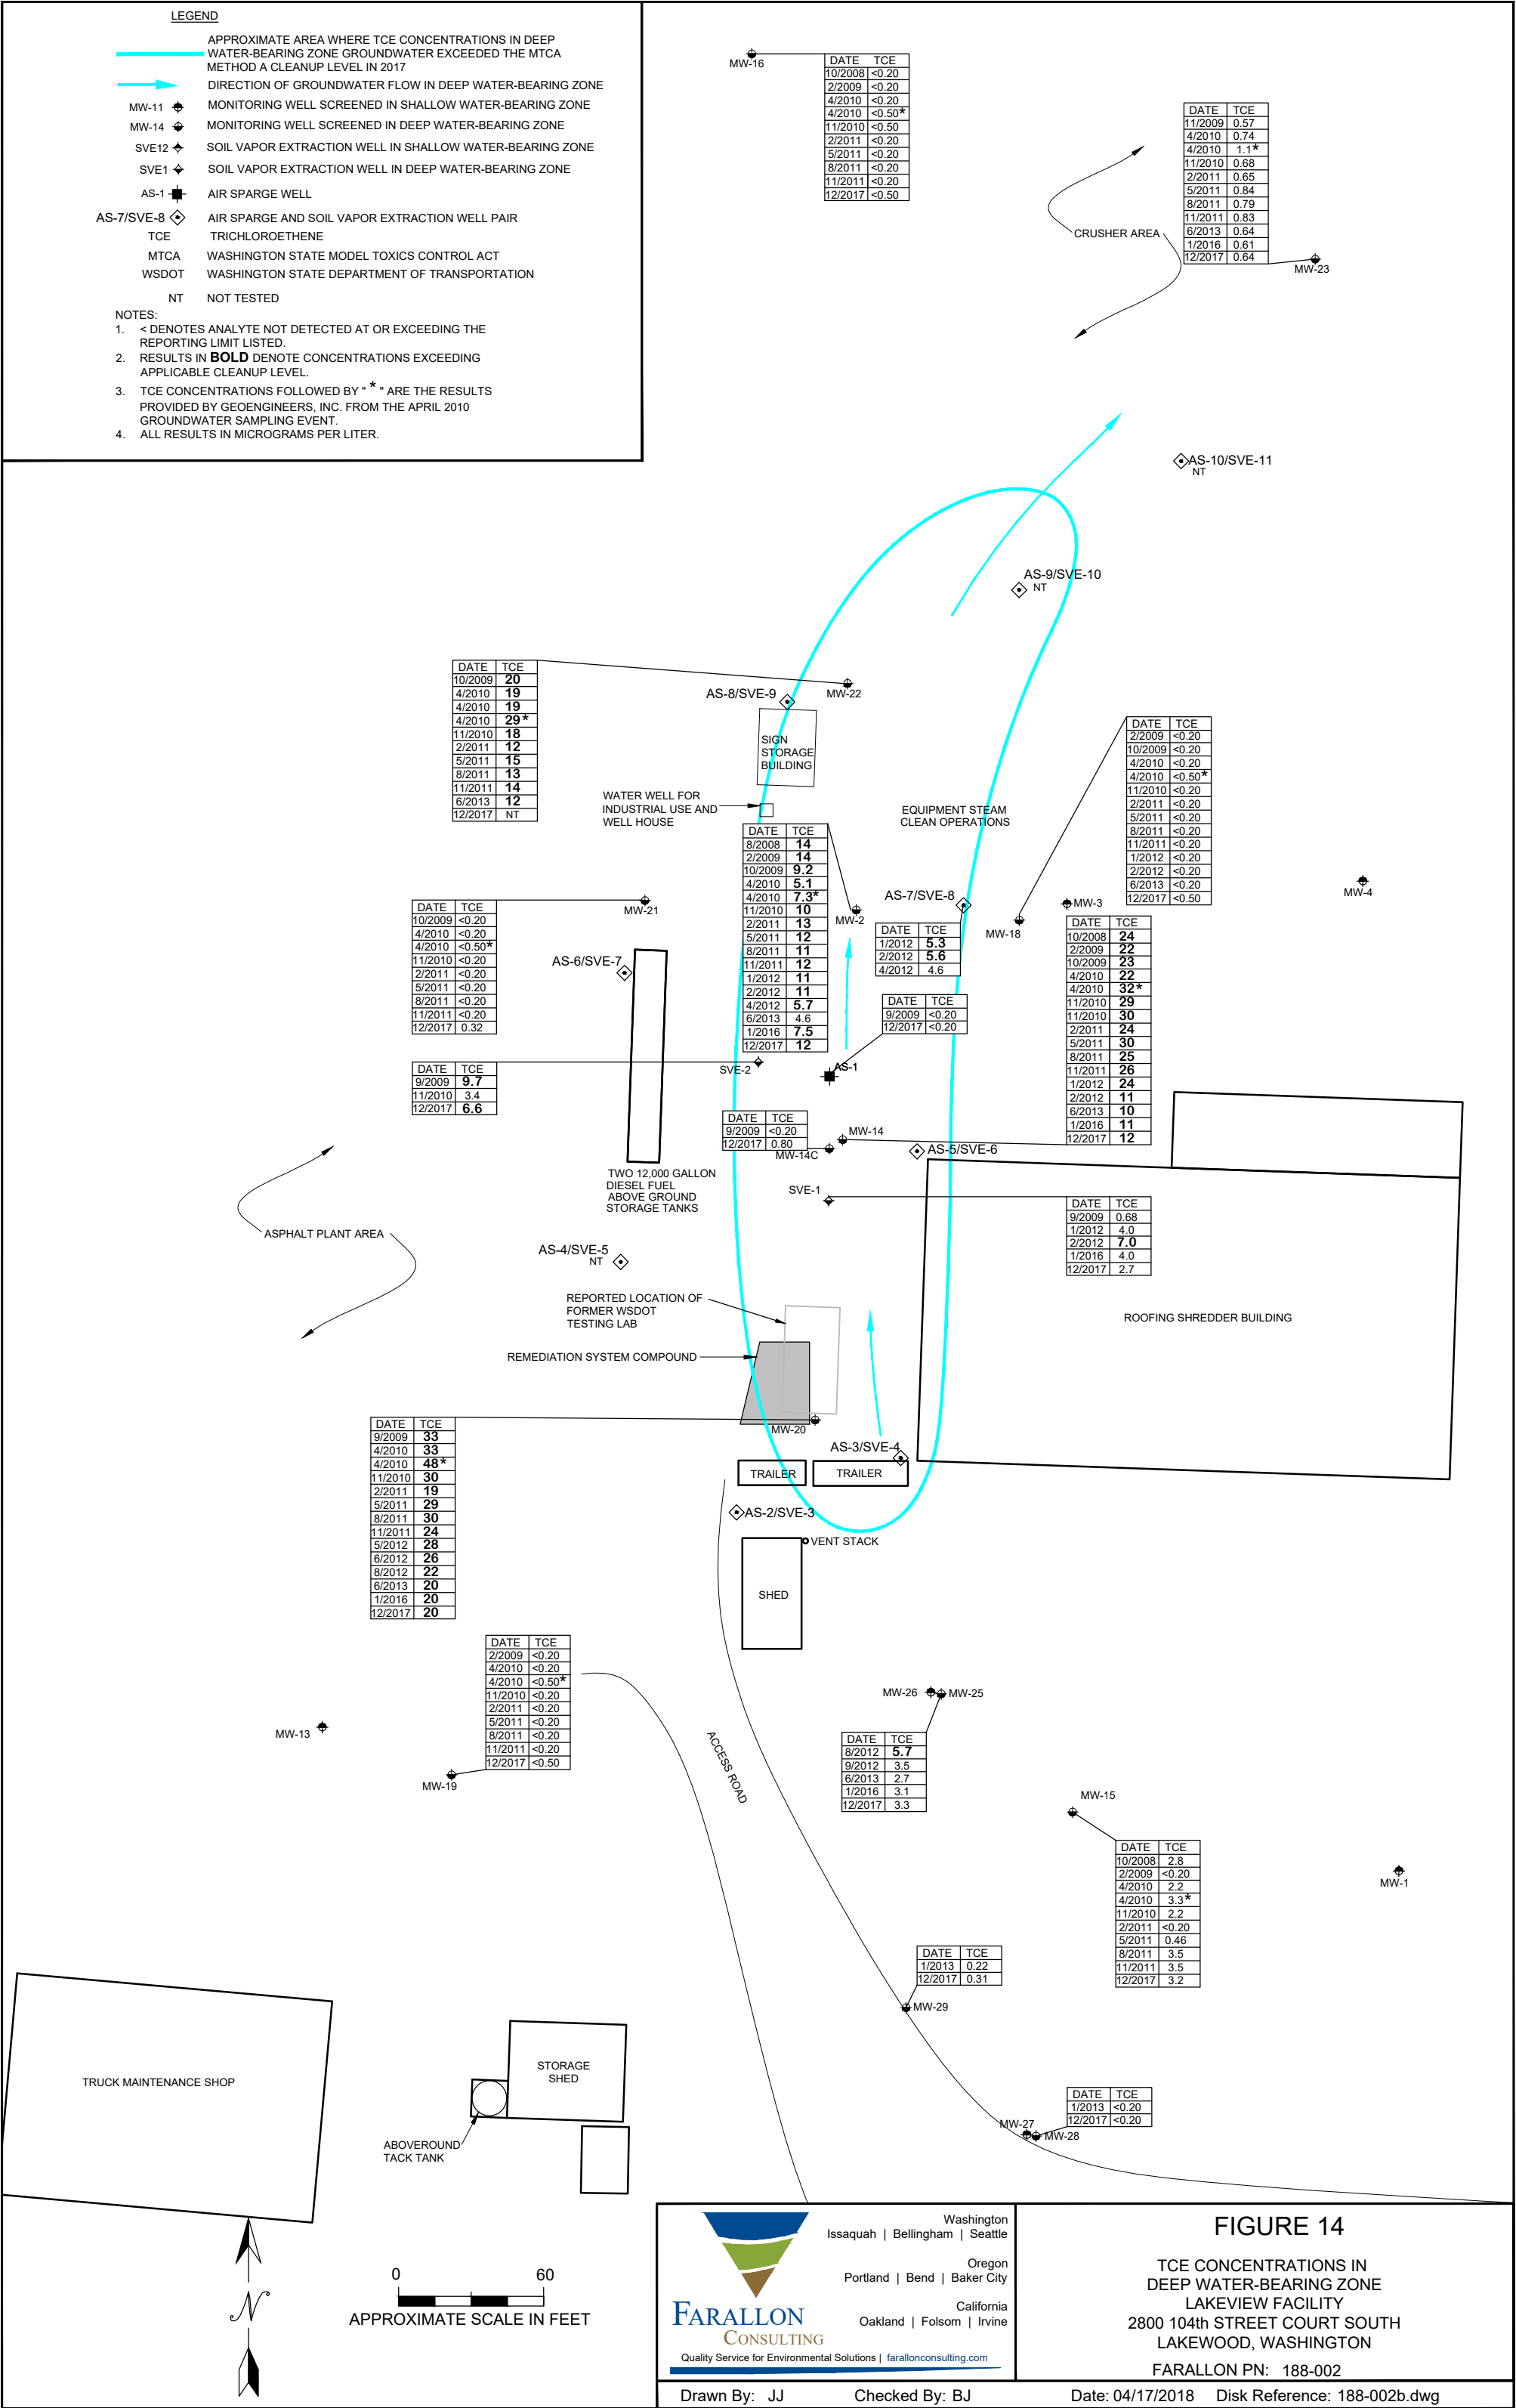 LEGEND
APPROXIMATE AREA WHERE TCE CONCENTRATIONS IN DEEP
WATER-BEARING ZONE GROUNDWATER EXCEEDED THE MTCA
METHOD A CLEANUP LEVEL IN 2017
DIRECTION OF GROUNDWATER FLOW IN DEEP WATER-BEARING ZONE
MW-11 MONITORING WELL SCREENED IN SHALLOW WATER-BEARING ZONE
MW-14 MONITORING WELL SCREENED IN DEEP WATER-BEARING ZONE
SVE12 SOIL VAPOR EXTRACTION WELL IN SHALLOW WATER-BEARING ZONE
SVE1 SOIL VAPOR EXTRACTION WELL IN DEEP WATER-BEARING ZONE
AS-1 AIR SPARGE WELL
AS-7/SVE-8 AIR SPARGE AND SOIL VAPOR EXTRACTION WELL PAIR
TCE TRICHLOROETHENE
MTCA WASHINGTON STATE MODEL TOXICS CONTROL ACT
WSDOT WASHINGTON STATE DEPARTMENT OF TRANSPORTATION
NT NOT TESTED
NOTES:
1. < DENOTES ANALYTE NOT DETECTED AT OR EXCEEDING THE
REPORTING LIMIT LISTED.
2. RESULTS IN BOLD DENOTE CONCENTRATIONS EXCEEDING
APPLICABLE CLEANUP LEVEL.
3. TCE CONCENTRATIONS FOLLOWED BY " * " ARE THE RESULTS
PROVIDED BY GEOENGINEERS, INC. FROM THE APRIL 2010
GROUNDWATER SAMPLING EVENT.
4. ALL RESULTS IN MICROGRAMS PER LITER.
MW-16
DATE TCE
10/2008 <0.20
2/2009 <0.20
4/2010 <0.20
4/2010 <0.50*
11/2010 <0.50
2/2011 <0.20
5/2011 <0.20
8/2011 <0.20
11/2011 <0.20
12/2017 <0.50
DATE TCE
11/2009 0.57
4/2010 0.74
4/2010 1.1*
11/2010 0.68
2/2011 0.65
5/2011 0.84
8/2011 0.79
11/2011 0.83
6/2013 0.64
1/2016 0.61
12/2017 0.64
MW-23
CRUSHER AREA
AS-10/SVE-11
NT
AS-9/SVE-10
NT
DATE TCE
10/2009 20
4/2010 19
4/2010 19
4/2010 29*
11/2010 18
2/2011 12
5/2011 15
8/2011 13
11/2011 14
6/2013 12
12/2017 NT
MW-22
AS-8/SVE-9
SIGN
STORAGE
BUILDING
WATER WELL FOR
INDUSTRIAL USE AND
WELL HOUSE
EQUIPMENT STEAM
CLEAN OPERATIONS
DATE TCE
2/2009 <0.20
10/2009 <0.20
4/2010 <0.20
4/2010 <0.50*
11/2010 <0.20
2/2011 <0.20
5/2011 <0.20
8/2011 <0.20
11/2011 <0.20
1/2012 <0.20
2/2012 <0.20
6/2013 <0.20
12/2017 <0.50
MW-18
MW-4
MW-3
DATE TCE
8/2008 14
2/2009 14
10/2009 9.2
4/2010 5.1
4/2010 7.3*
11/2010 10
2/2011 13
5/2011 12
8/2011 11
11/2011 12
1/2012 11
2/2012 11
4/2012 5.7
6/2013 4.6
1/2016 7.5
12/2017 12
MW-2
AS-7/SVE-8
DATE TCE
1/2012 5.3
2/2012 5.6
4/2012 4.6
DATE TCE
10/2009 <0.20
4/2010 <0.20
4/2010 <0.50*
11/2010 <0.20
2/2011 <0.20
5/2011 <0.20
8/2011 <0.20
11/2011 <0.20
12/2017 0.32
MW-21
AS-6/SVE-7
DATE TCE
9/2009 <0.20
12/2017 <0.20
AS-1
DATE TCE
10/2008 24
2/2009 22
10/2009 23
4/2010 22
4/2010 32*
11/2010 29
11/2010 30
2/2011 24
5/2011 30
8/2011 25
11/2011 26
1/2012 24
2/2012 11
6/2013 10
1/2016 11
12/2017 12
MW-14
DATE TCE
9/2009 9.7
11/2010 3.4
12/2017 6.6
SVE-2
DATE TCE
9/2009 <0.20
12/2017 0.80
MW-14C
AS-5/SVE-6
TWO 12,000 GALLON
DIESEL FUEL
ABOVE GROUND
STORAGE TANKS
SVE-1
DATE TCE
9/2009 0.68
1/2012 4.0
2/2012 7.0
1/2016 4.0
12/2017 2.7
ASPHALT PLANT AREA
AS-4/SVE-5
NT
REPORTED LOCATION OF
FORMER WSDOT
TESTING LAB
REMEDIATION SYSTEM COMPOUND
ROOFING SHREDDER BUILDING
DATE TCE
9/2009 33
4/2010 33
4/2010 48*
11/2010 30
2/2011 19
5/2011 29
8/2011 30
11/2011 24
5/2012 28
6/2012 26
8/2012 22
6/2013 20
1/2016 20
12/2017 20
MW-20
AS-3/SVE-4
TRAILER
TRAILER
AS-2/SVE-3
VENT STACK
SHED
DATE TCE
2/2009 <0.20
4/2010 <0.20
4/2010 <0.50*
11/2010 <0.20
2/2011 <0.20
5/2011 <0.20
8/2011 <0.20
11/2011 <0.20
12/2017 <0.50
MW-13
MW-19
ACCESS ROAD
MW-26
MW-25
DATE TCE
8/2012 5.7
9/2012 3.5
6/2013 2.7
1/2016 3.1
12/2017 3.3
MW-15
DATE TCE
10/2008 2.8
2/2009 <0.20
4/2010 2.2
4/2010 3.3*
11/2010 2.2
2/2011 <0.20
5/2011 0.46
8/2011 3.5
11/2011 3.5
12/2017 3.2
MW-1
DATE TCE
1/2013 0.22
12/2017 0.31
MW-29
DATE TCE
1/2013 <0.20
12/2017 <0.20
MW-27
MW-28
TRUCK MAINTENANCE SHOP
STORAGE
SHED
ABOVEROUND
TACK TANK
N
0 60
APPROXIMATE SCALE IN FEET
FARALLON
CONSULTING
Washington
Issaquah | Bellingham | Seattle
Oregon
Portland | Bend | Baker City
California
Oakland | Folsom | Irvine
Quality Service for Environmental Solutions | farallonconsulting.com
FIGURE 14
TCE CONCENTRATIONS IN
DEEP WATER-BEARING ZONE
LAKEVIEW FACILITY
2800 104th STREET COURT SOUTH
LAKEWOOD, WASHINGTON
FARALLON PN: 188-002
Drawn By: JJ Checked By: BJ Date: 04/17/2018 Disk Reference: 188-002b.dwg